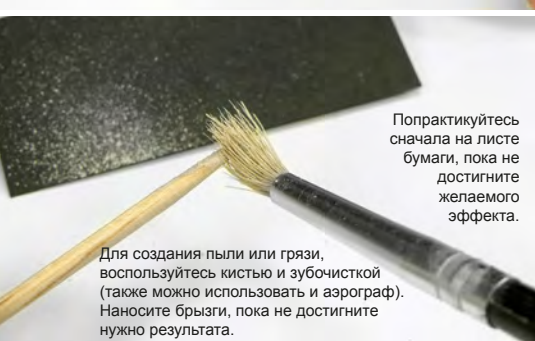 Попрактикуйтесь
сначала на листе
бумаги, пока не
достигните
желаемого
эффекта.
Для создания пыли или грязи,
воспользуйтесь кистью и зубочисткой
(также можно использовать и аэрограф).
Наносите брызги, пока не достигните
нужно результата.